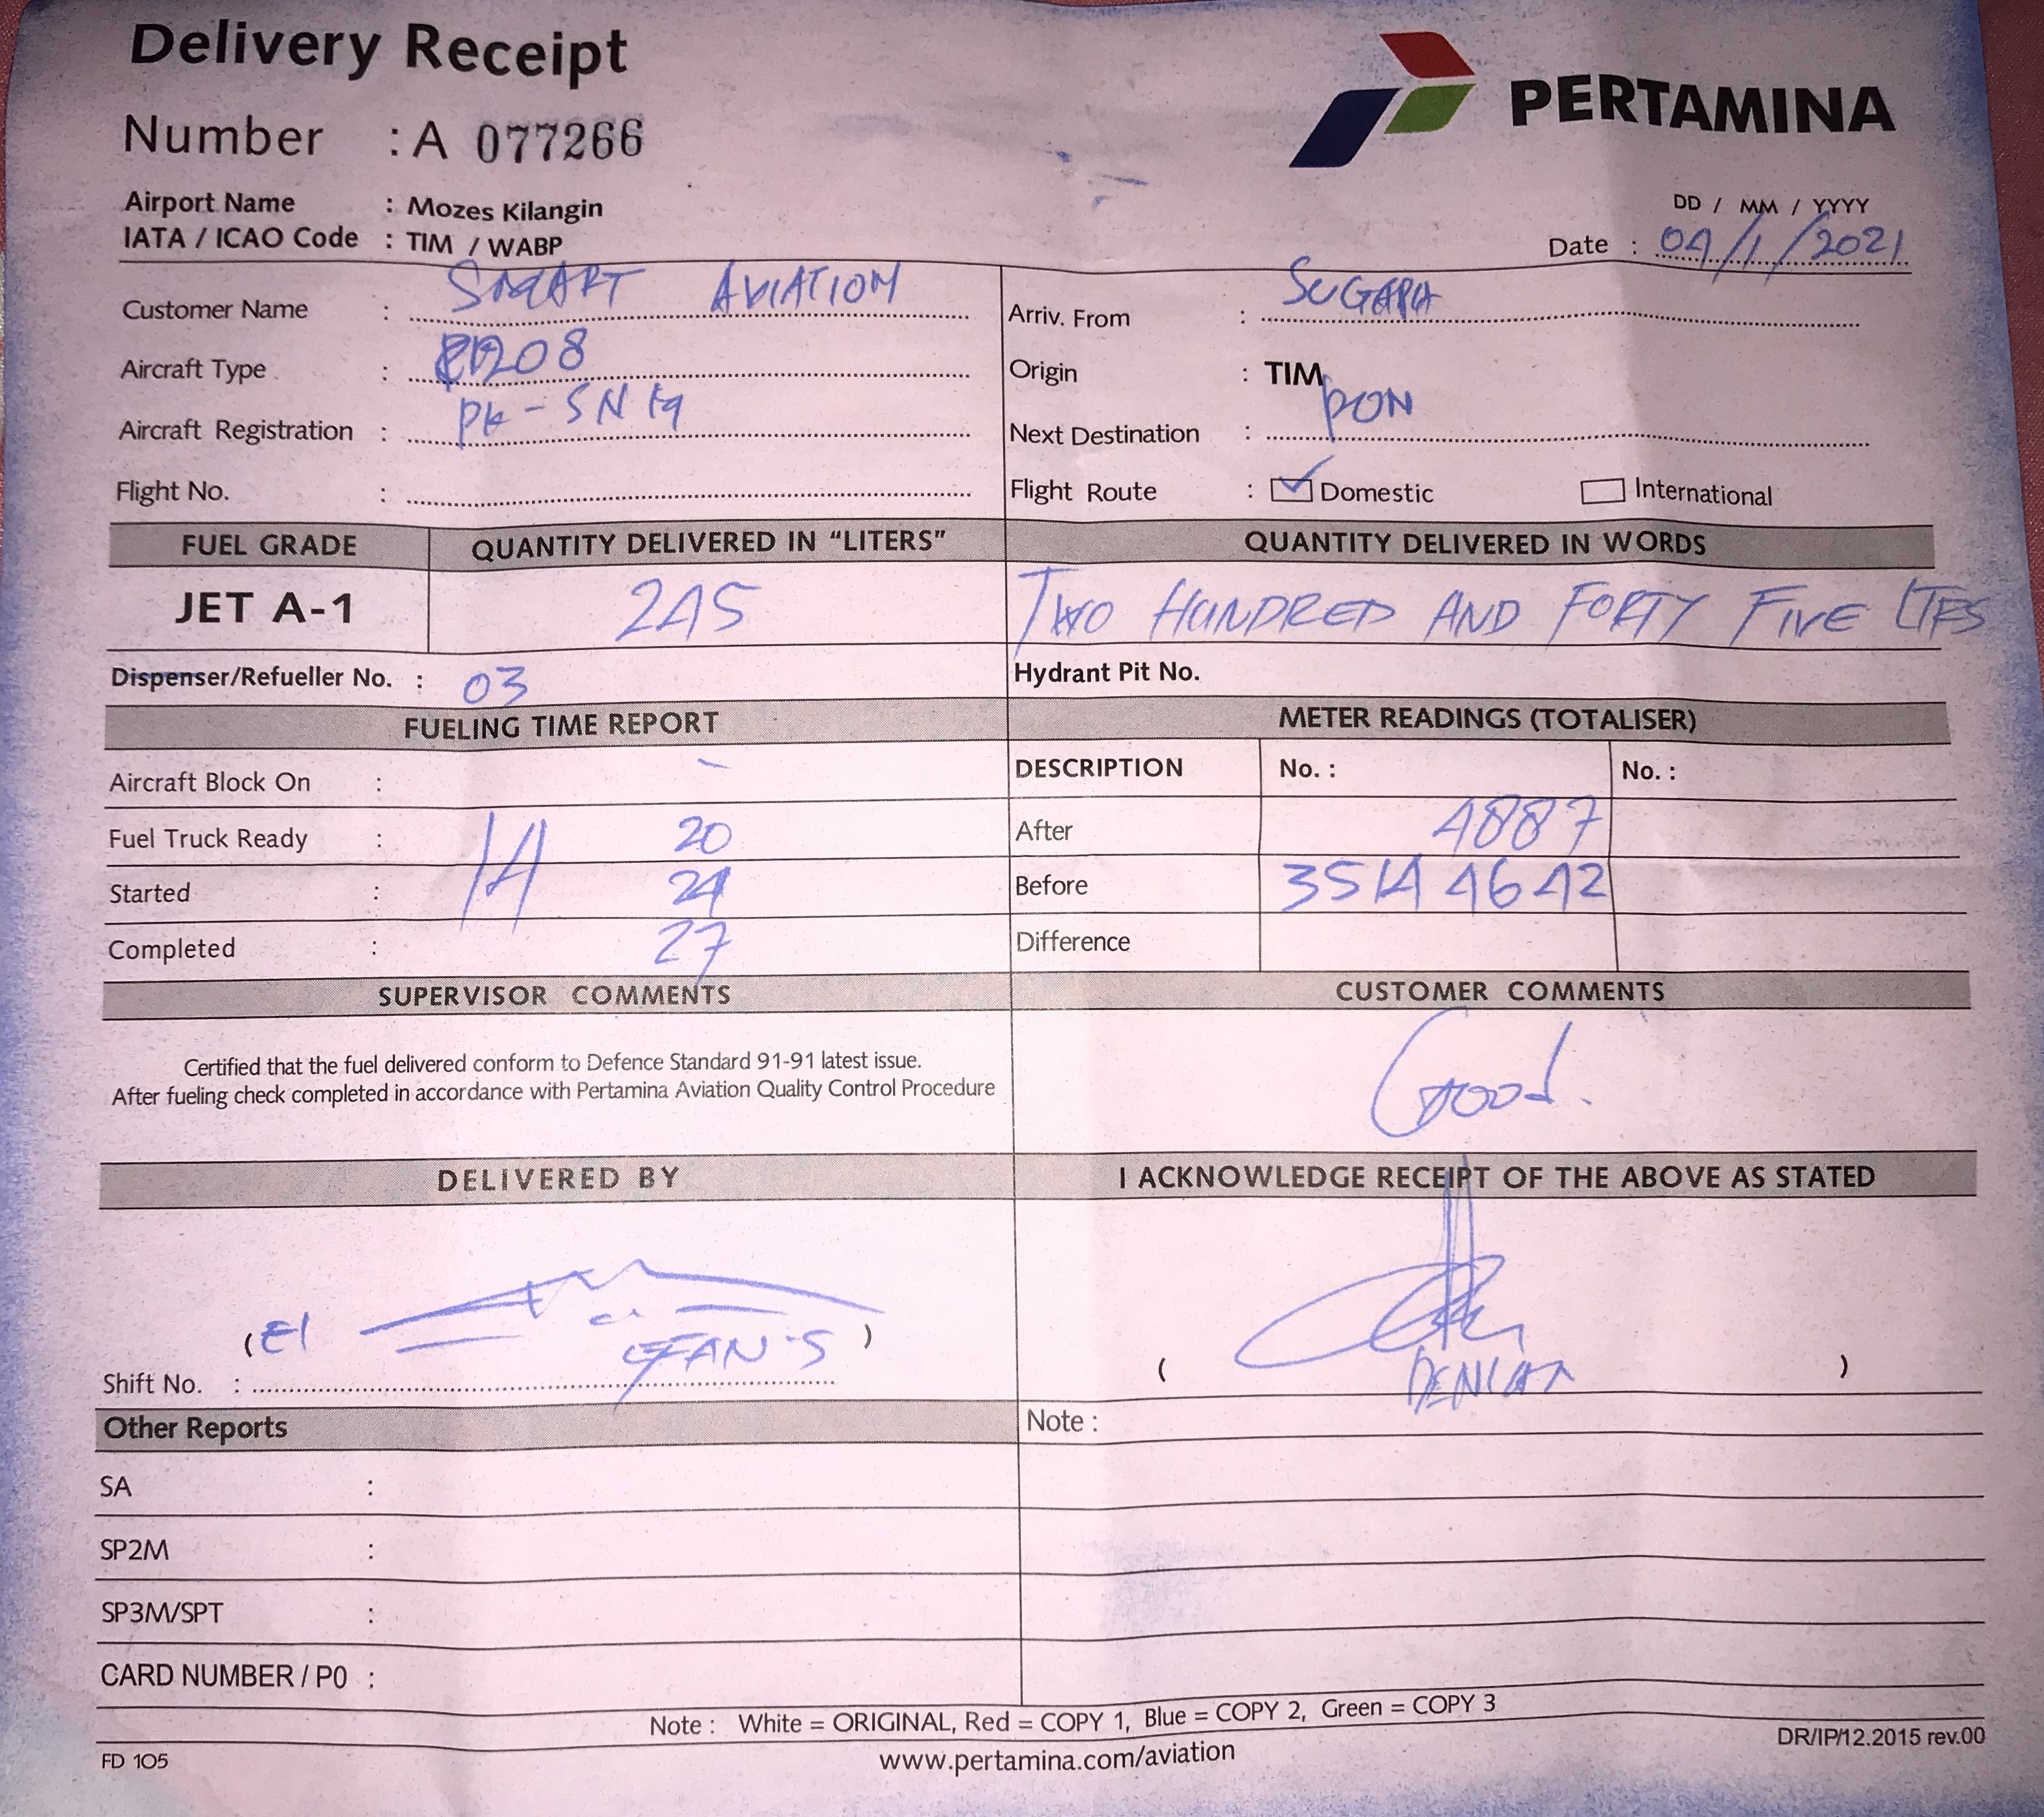 Delivery Receipt
PERTAMINA
Number : A 077266
Airport Name : Mozes Kilangin
IATA / ICAO Code : TIM / WABP
DD / MM / YYYY
Date : 04/1/2021
Customer Name : SMART AVIATION
Arriv. From : SUGAPA
Aircraft Type : C208
Origin : TIM
Aircraft Registration : PK-SN
Next Destination :
Flight No. :
Flight Route : Domestic International
FUEL GRADE QUANTITY DELIVERED IN “LITERS” QUANTITY DELIVERED IN WORDS
JET A-1 245 TWO HUNDRED AND FORTY FIVE LTRS
Dispenser/Refueller No. : 03 Hydrant Pit No.
FUELING TIME REPORT METER READINGS (TOTALISER)
Aircraft Block On : -
DESCRIPTION No. : No. :
Fuel Truck Ready : 14 20
After 4887
Started : 24
Before 3514 4642
Completed : 27
Difference
SUPERVISOR COMMENTS CUSTOMER COMMENTS
Certified that the fuel delivered conform to Defence Standard 91-91 latest issue.
After fueling check completed in accordance with Pertamina Aviation Quality Control Procedure
Good.
DELIVERED BY I ACKNOWLEDGE RECEIPT OF THE ABOVE AS STATED
( )
( )
Shift No. :
Other Reports Note :
SA :
SP2M :
SP3M/SPT :
CARD NUMBER / P0 :
Note : White = ORIGINAL, Red = COPY 1, Blue = COPY 2, Green = COPY 3
FD 105 www.pertamina.com/aviation DR/IP/12.2015 rev.00